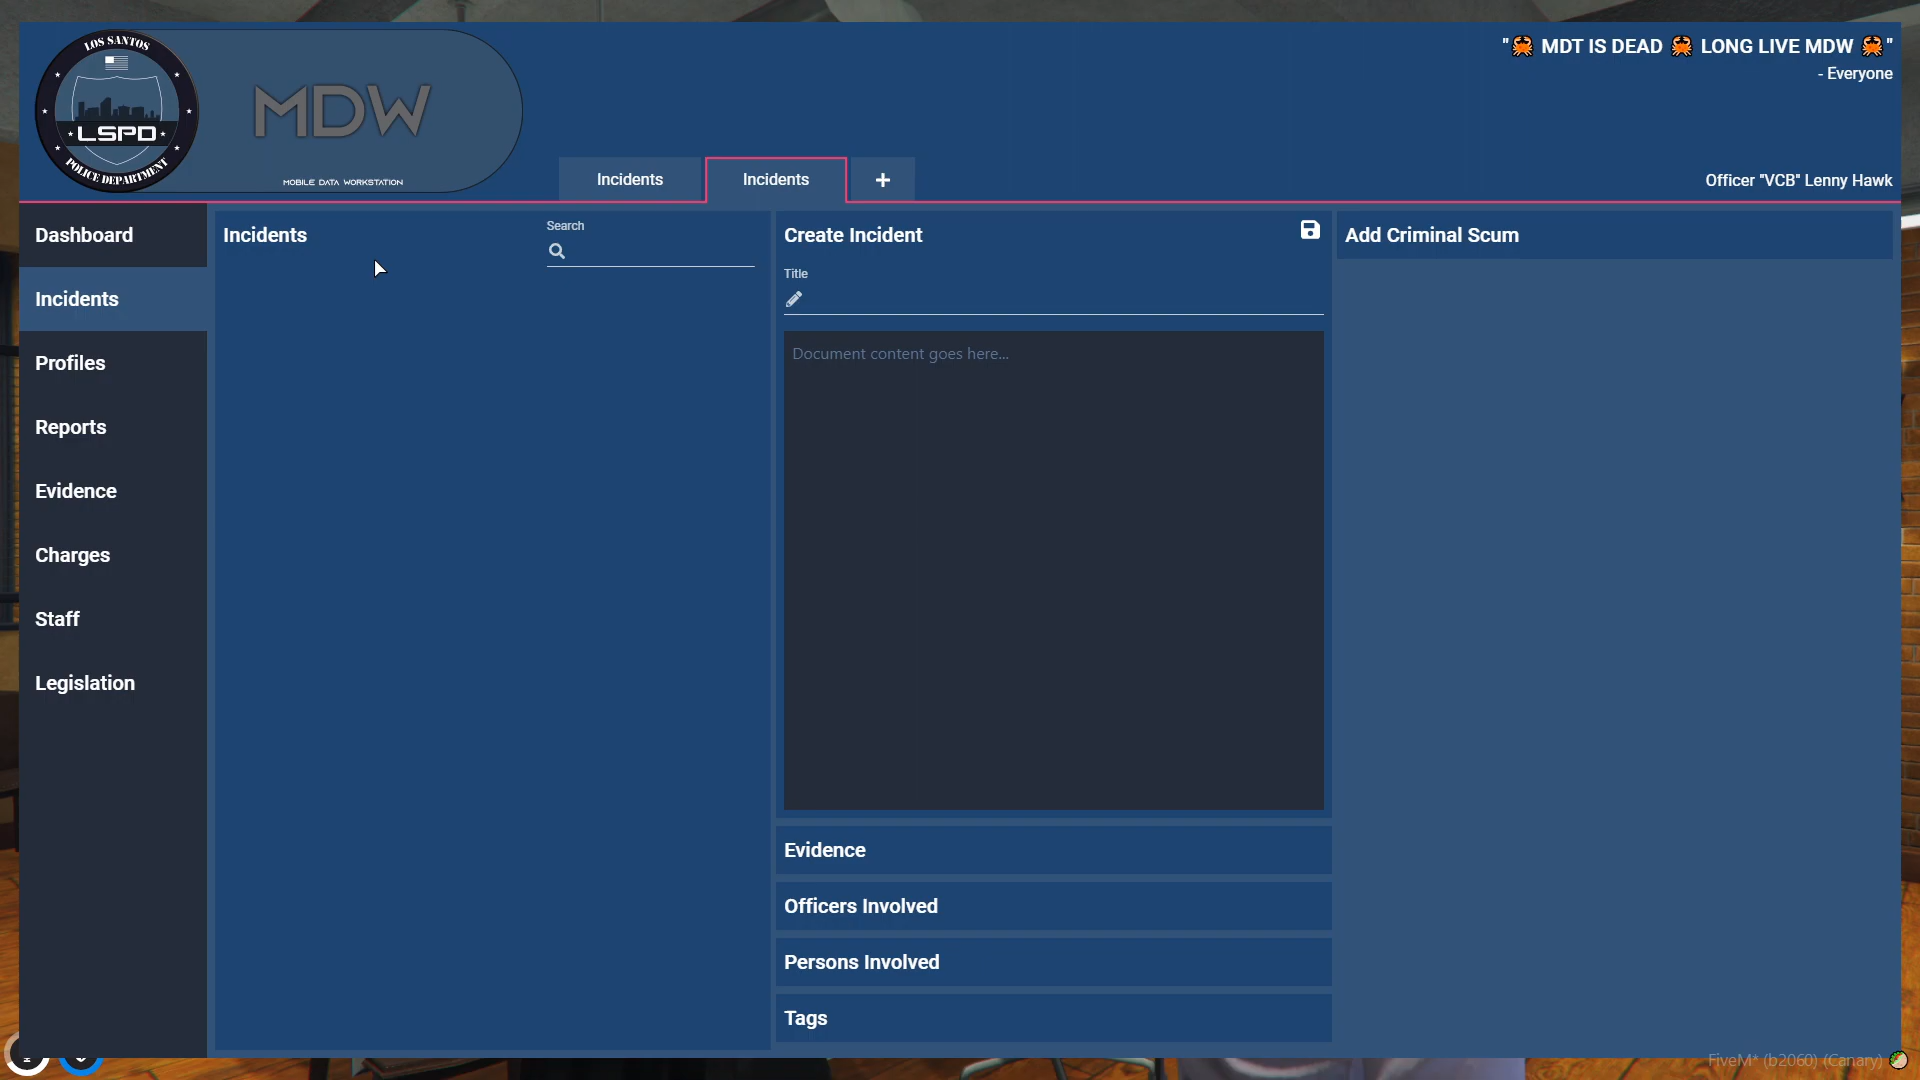 LOS SANTOS
LSPD
POLICE DEPARTMENT
MDW
MOBILE DATA WORKSTATION
"🦀 MDT IS DEAD 🦀 LONG LIVE MDW 🦀"
- Everyone
Incidents
Incidents
+
Officer "VCB" Lenny Hawk
Dashboard
Incidents
Profiles
Reports
Evidence
Charges
Staff
Legislation
Incidents
Search
Create Incident
Title
Document content goes here...
Evidence
Officers Involved
Persons Involved
Tags
Add Criminal Scum
FiveM* (b2060) (Canary)